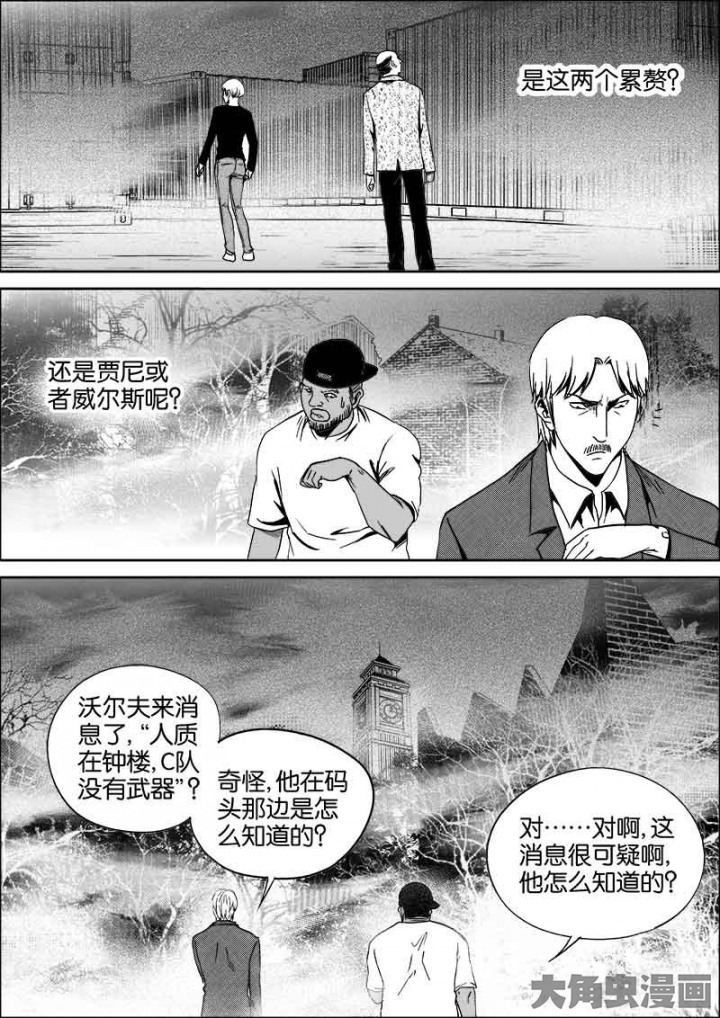 是这两个累赘?
还是贾尼或
者威尔斯呢?
沃尔夫来消
息了,“人质
在钟楼,C队
没有武器”?
奇怪,他在码
头那边是怎
么知道的?
对……对啊,这
消息很可疑啊,
他怎么知道的?
大角虫漫画